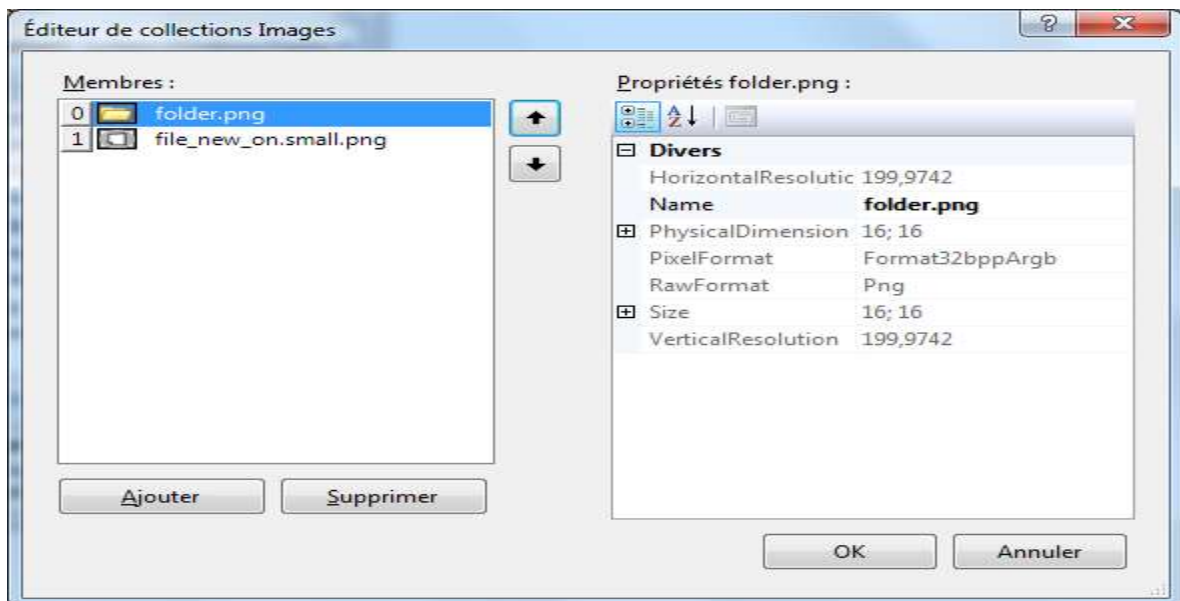 Éditeur de collections Images
Membres :
0 folder.png
1 file_new_on.small.png
Ajouter Supprimer
Propriétés folder.png :
Divers
HorizontalResolutic 199,9742
Name folder.png
PhysicalDimension 16; 16
PixelFormat Format32bppArgb
RawFormat Png
Size 16; 16
VerticalResolution 199,9742
OK Annuler